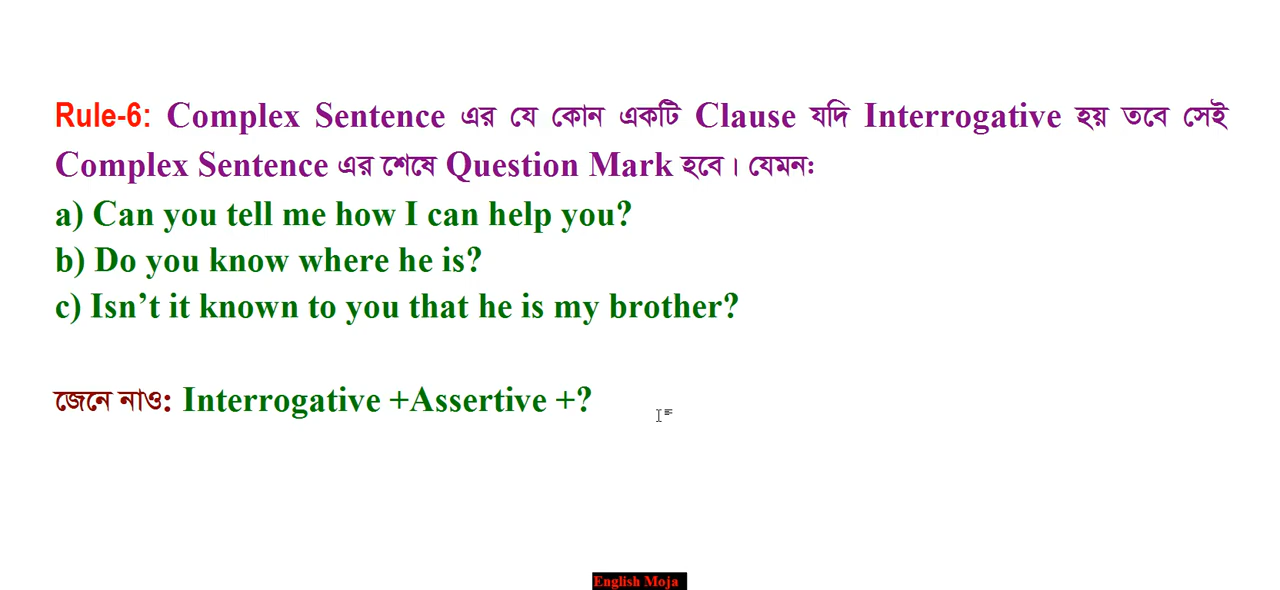 Rule-6: Complex Sentence এর যে কোন একটি Clause যদি Interrogative হয় তবে সেই
Complex Sentence এর শেষে Question Mark হবে। যেমনঃ
a) Can you tell me how I can help you?
b) Do you know where he is?
c) Isn’t it known to you that he is my brother?
জেনে নাও: Interrogative +Assertive +?
English Moja